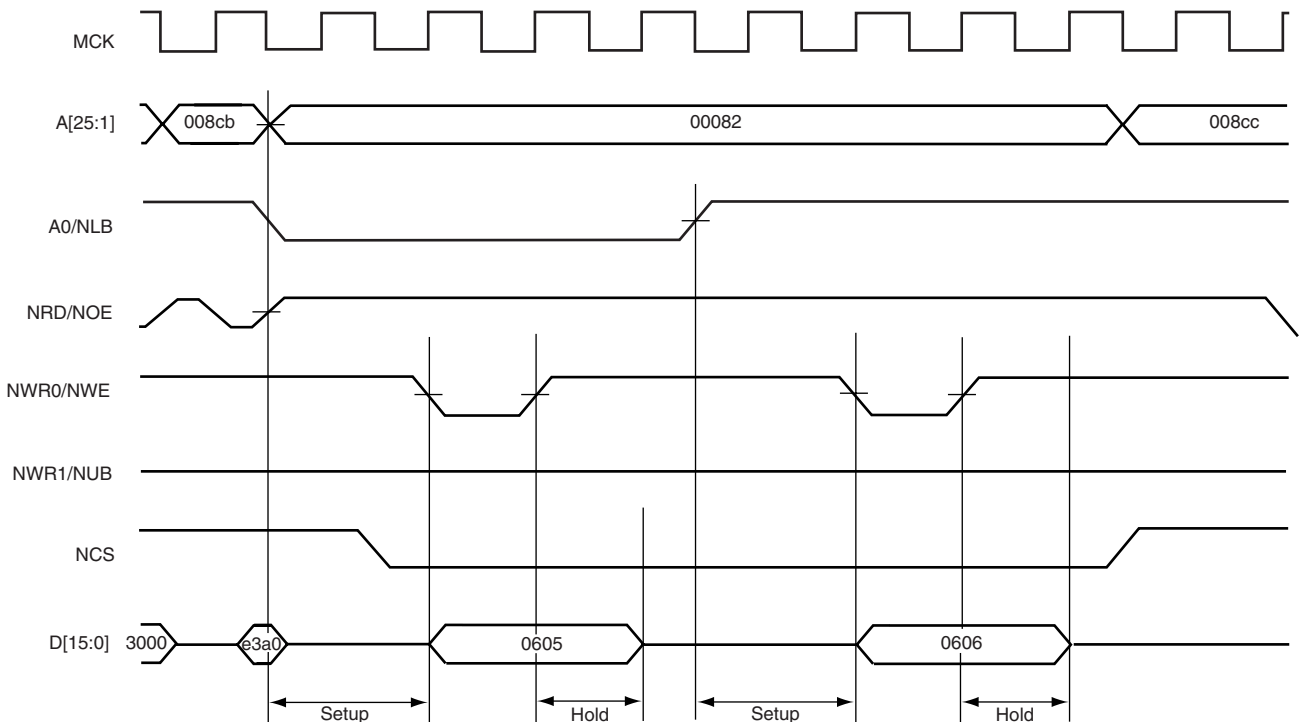 MCK
A[25:1] 008cb 00082 008cc
A0/NLB
NRD/NOE
NWR0/NWE
NWR1/NUB
NCS
D[15:0] 3000 e3a0 0605 0606
Setup Hold Setup Hold